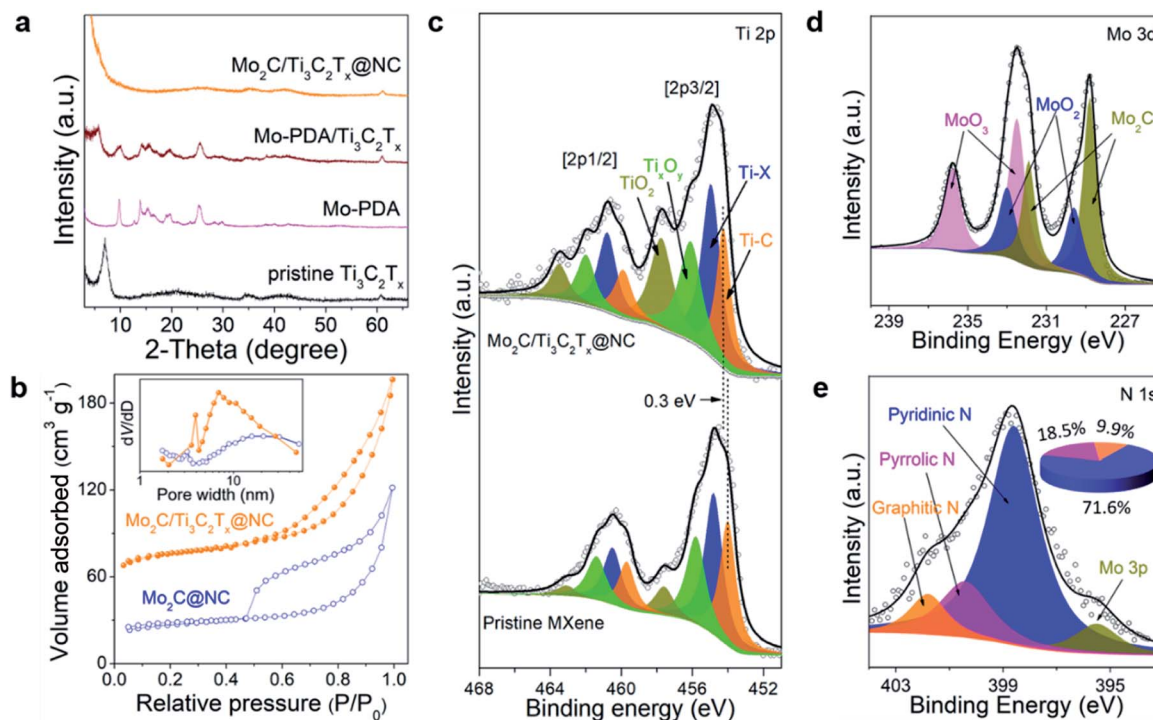 a
Intensity (a.u.)
Mo₂C/Ti₃C₂Tₓ@NC
Mo-PDA/Ti₃C₂Tₓ
Mo-PDA
pristine Ti₃C₂Tₓ
10 20 30 40 50 60
2-Theta (degree)
b
Volume adsorbed (cm³ g⁻¹)
180
120
60
0
dV/dD
1 10
Pore width (nm)
Mo₂C/Ti₃C₂Tₓ@NC
Mo₂C@NC
0.0 0.2 0.4 0.6 0.8 1.0
Relative pressure (P/P₀)
c
Ti 2p
Intensity (a.u.)
[2p3/2]
[2p1/2]
TiₓOᵧ
TiO₂
Ti-X
Ti-C
Mo₂C/Ti₃C₂Tₓ@NC
0.3 eV
Pristine MXene
468 464 460 456 452
Binding energy (eV)
d
Mo 3d
Intensity (a.u.)
MoO₃
MoO₂
Mo₂C
239 235 231 227
Binding Energy (eV)
e
N 1s
Intensity (a.u.)
Pyridinic N
18.5% 9.9%
71.6%
Pyrrolic N
Graphitic N
Mo 3p
403 399 395
Binding Energy (eV)